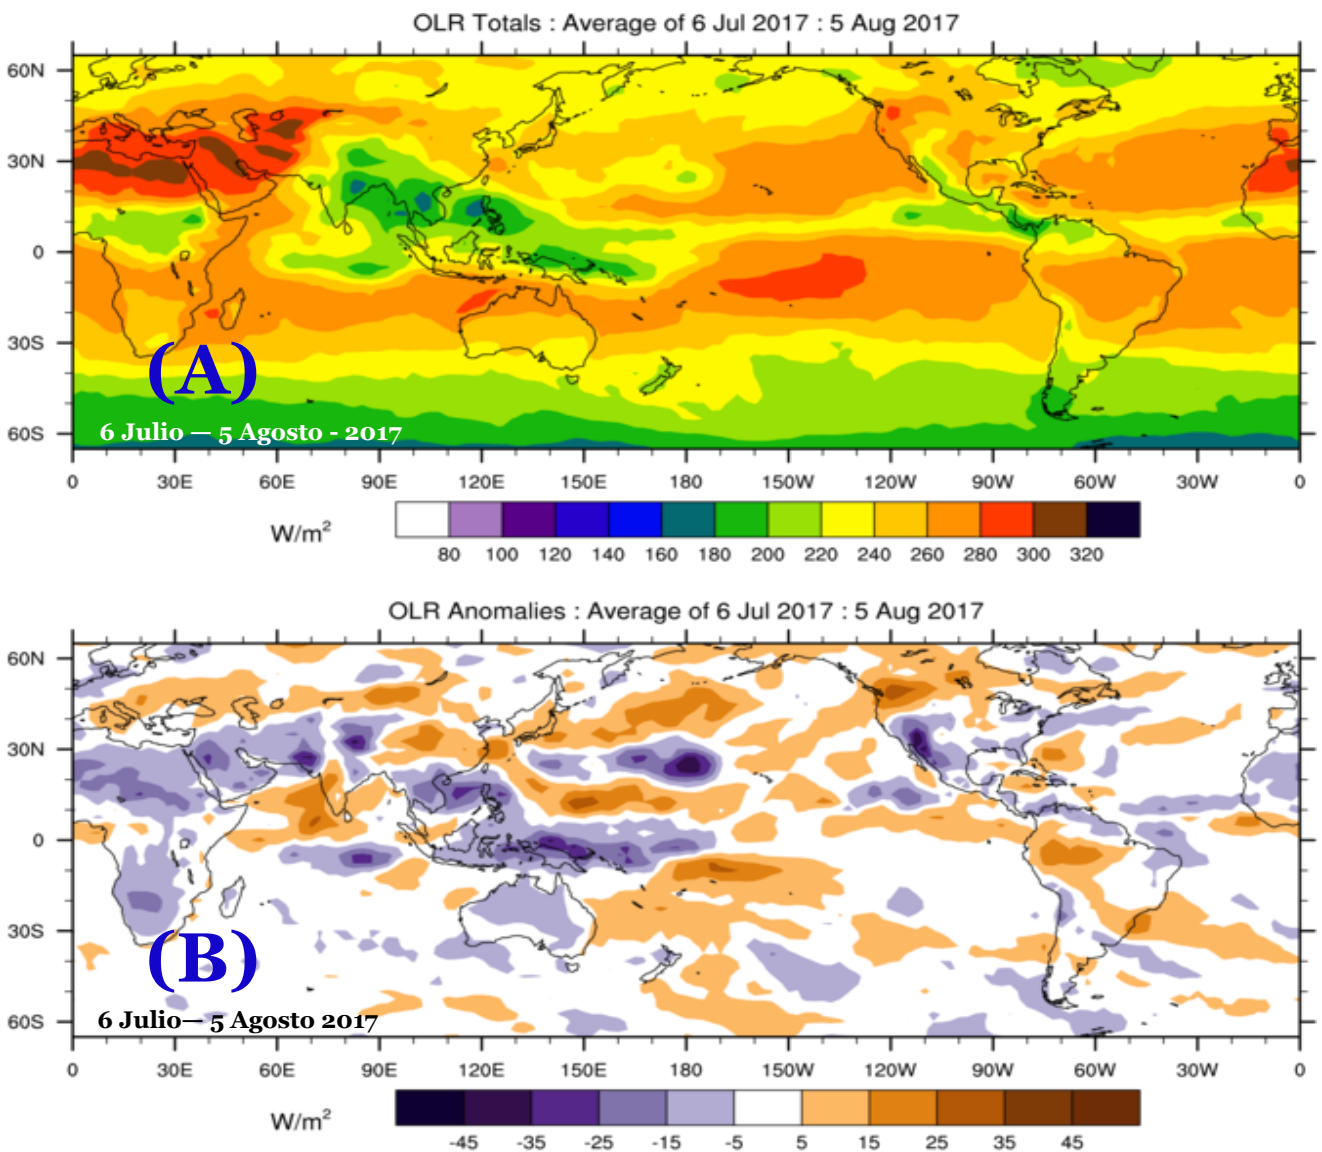 OLR Totals : Average of 6 Jul 2017 : 5 Aug 2017
60N
30N
0
30S
60S
(A)
6 Julio — 5 Agosto - 2017
0 30E 60E 90E 120E 150E 180 150W 120W 90W 60W 30W 0
W/m²
80 100 120 140 160 180 200 220 240 260 280 300 320
OLR Anomalies : Average of 6 Jul 2017 : 5 Aug 2017
60N
30N
0
30S
60S
(B)
6 Julio— 5 Agosto 2017
0 30E 60E 90E 120E 150E 180 150W 120W 90W 60W 30W 0
W/m²
-45 -35 -25 -15 -5 5 15 25 35 45